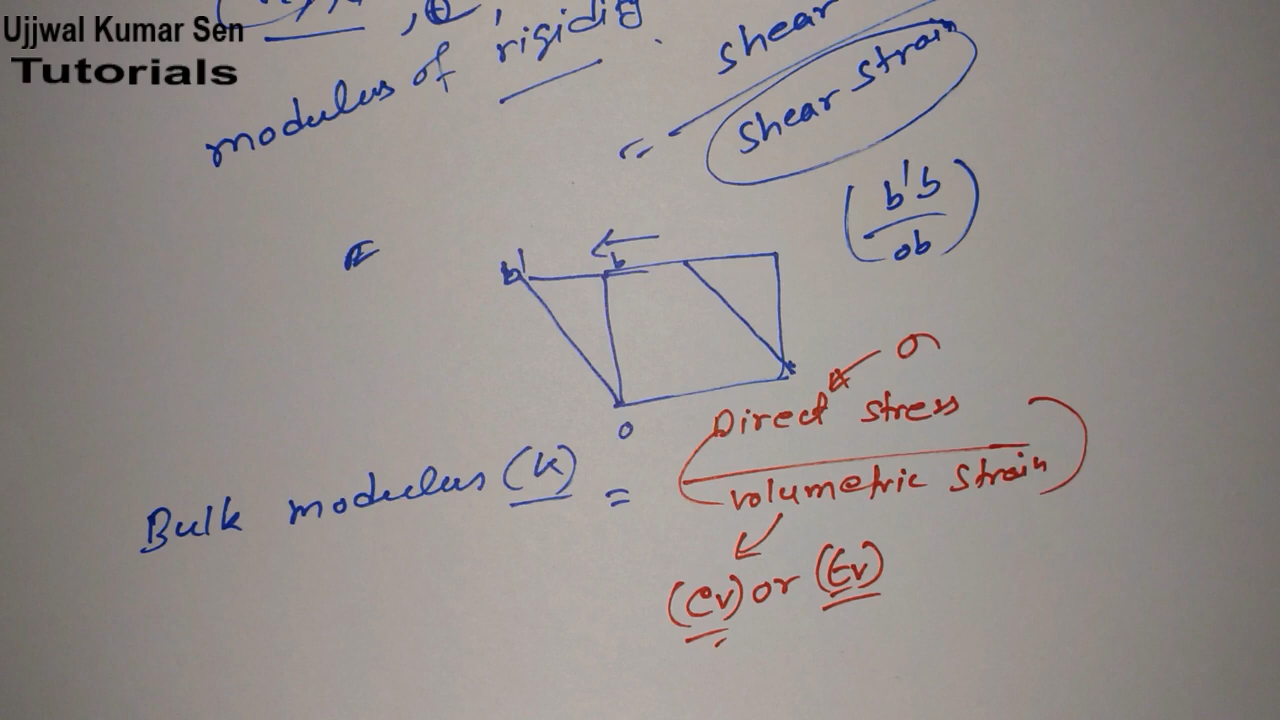 Ujjwal Kumar Sen
Tutorials
modulus of
= shear
Shear Strain
(b'b / ob)
b' b
o
σ
Bulk modulus (K) = (Direct stress / volumetric strain)
(ev) or (Ev)